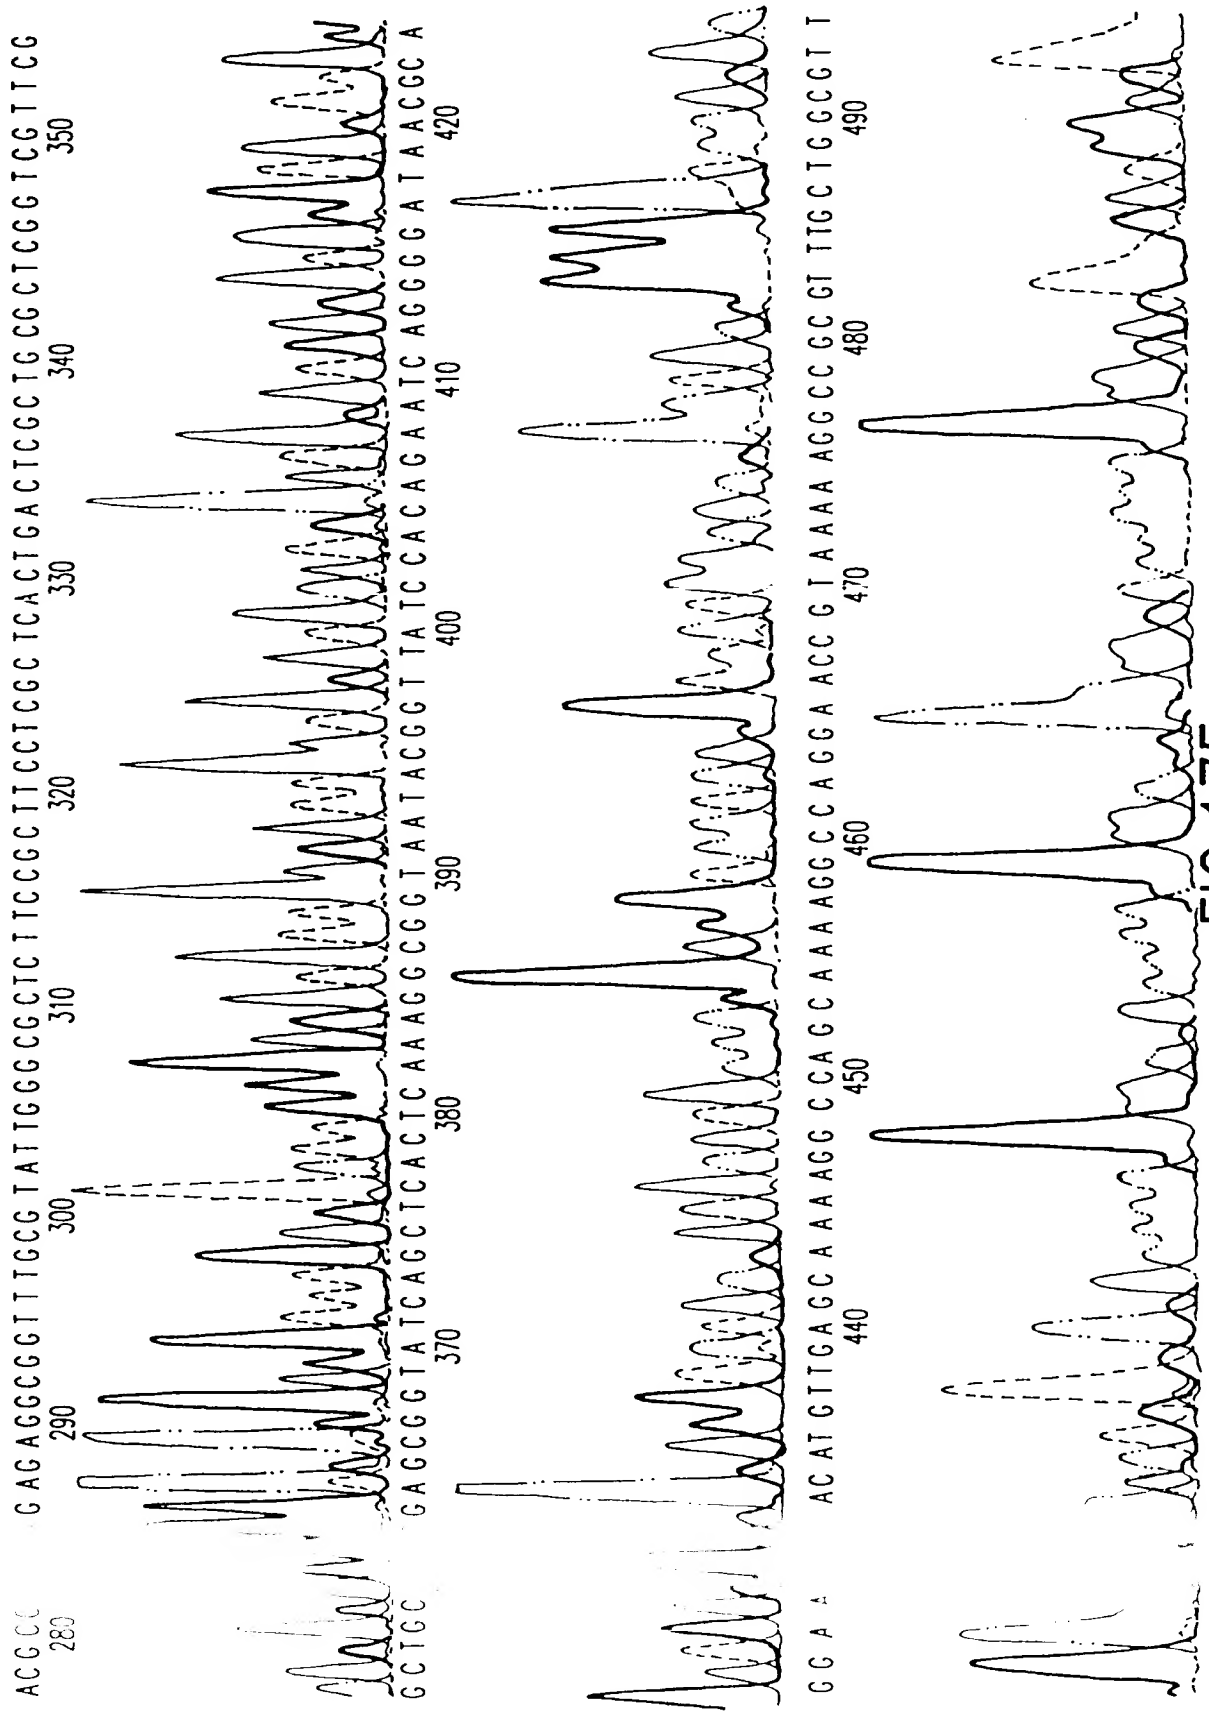 ACGCC GAGAGGCGGTTTGCGTATTGGGCGCTCTTCCGCTTCCTCGCTCACTGACTCGCTGCGCTCGGTCGTTCG
280 290 300 310 320 330 340 350
GCTGC GAGCGGTATCAGCTCACTCAAAGGCGGTAATACGGTTATCCACAGAATCAGGGGATAACGCA
370 380 390 400 410 420
GGAA ACATGTTGAGCAAAAGGCCAGCAAAAGGCCAGGAACCGTAAAAAGGCCGCGTTTGCTGGCGTT
440 450 460 470 480 490